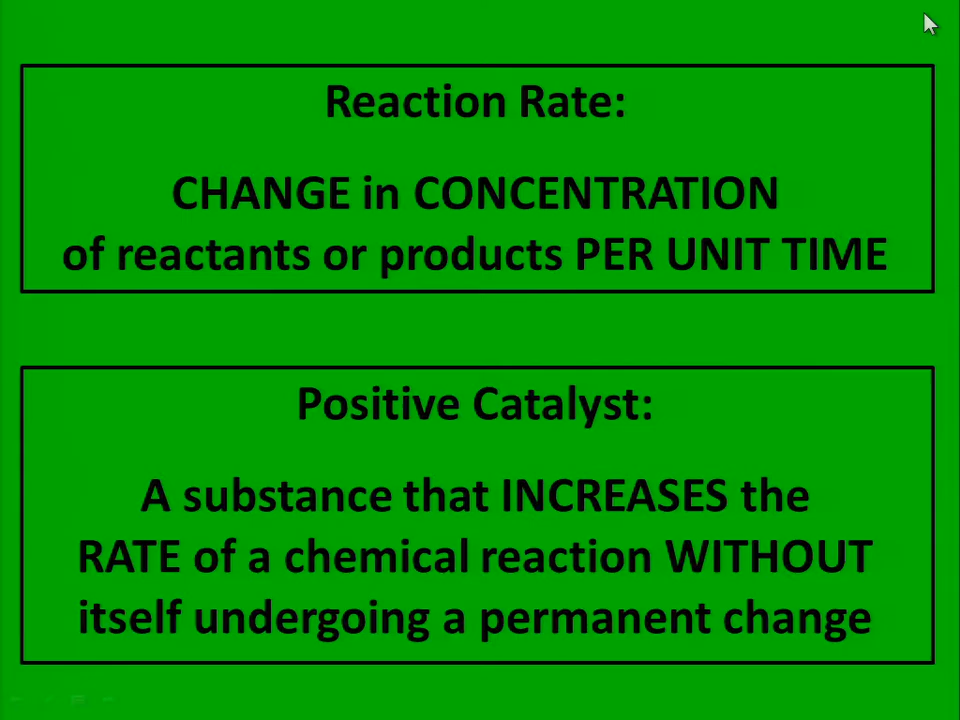 Reaction Rate:
CHANGE in CONCENTRATION
of reactants or products PER UNIT TIME
Positive Catalyst:
A substance that INCREASES the
RATE of a chemical reaction WITHOUT
itself undergoing a permanent change